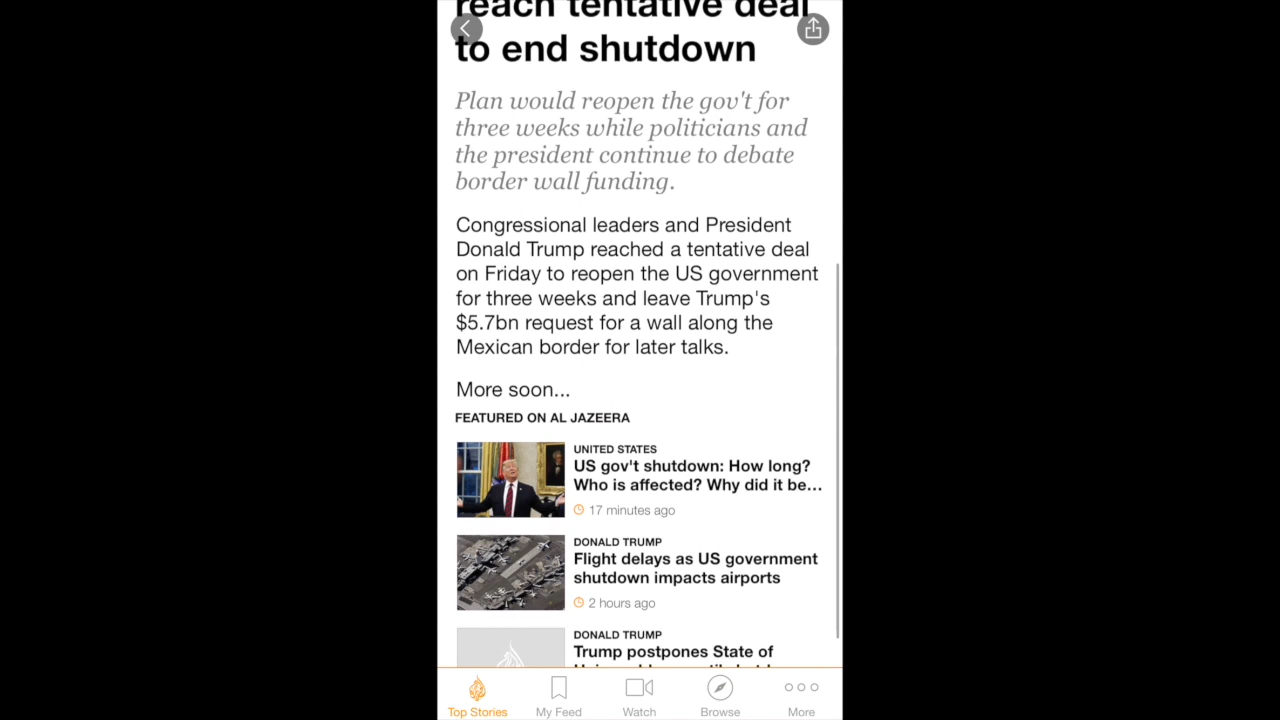 reach tentative deal
to end shutdown
Plan would reopen the gov't for
three weeks while politicians and
the president continue to debate
border wall funding.
Congressional leaders and President
Donald Trump reached a tentative deal
on Friday to reopen the US government
for three weeks and leave Trump's
$5.7bn request for a wall along the
Mexican border for later talks.
More soon...
FEATURED ON AL JAZEERA
UNITED STATES
US gov't shutdown: How long?
Who is affected? Why did it be...
17 minutes ago
DONALD TRUMP
Flight delays as US government
shutdown impacts airports
2 hours ago
DONALD TRUMP
Trump postpones State of
Top Stories
My Feed
Watch
Browse
More